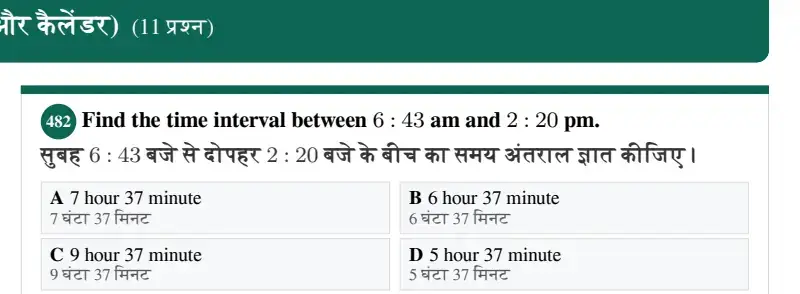 और कैलेंडर) (11 प्रश्न)
482 Find the time interval between 6 : 43 am and 2 : 20 pm.
सुबह 6 : 43 बजे से दोपहर 2 : 20 बजे के बीच का समय अंतराल ज्ञात कीजिए।
A 7 hour 37 minute
7 घंटा 37 मिनट
B 6 hour 37 minute
6 घंटा 37 मिनट
C 9 hour 37 minute
9 घंटा 37 मिनट
D 5 hour 37 minute
5 घंटा 37 मिनट